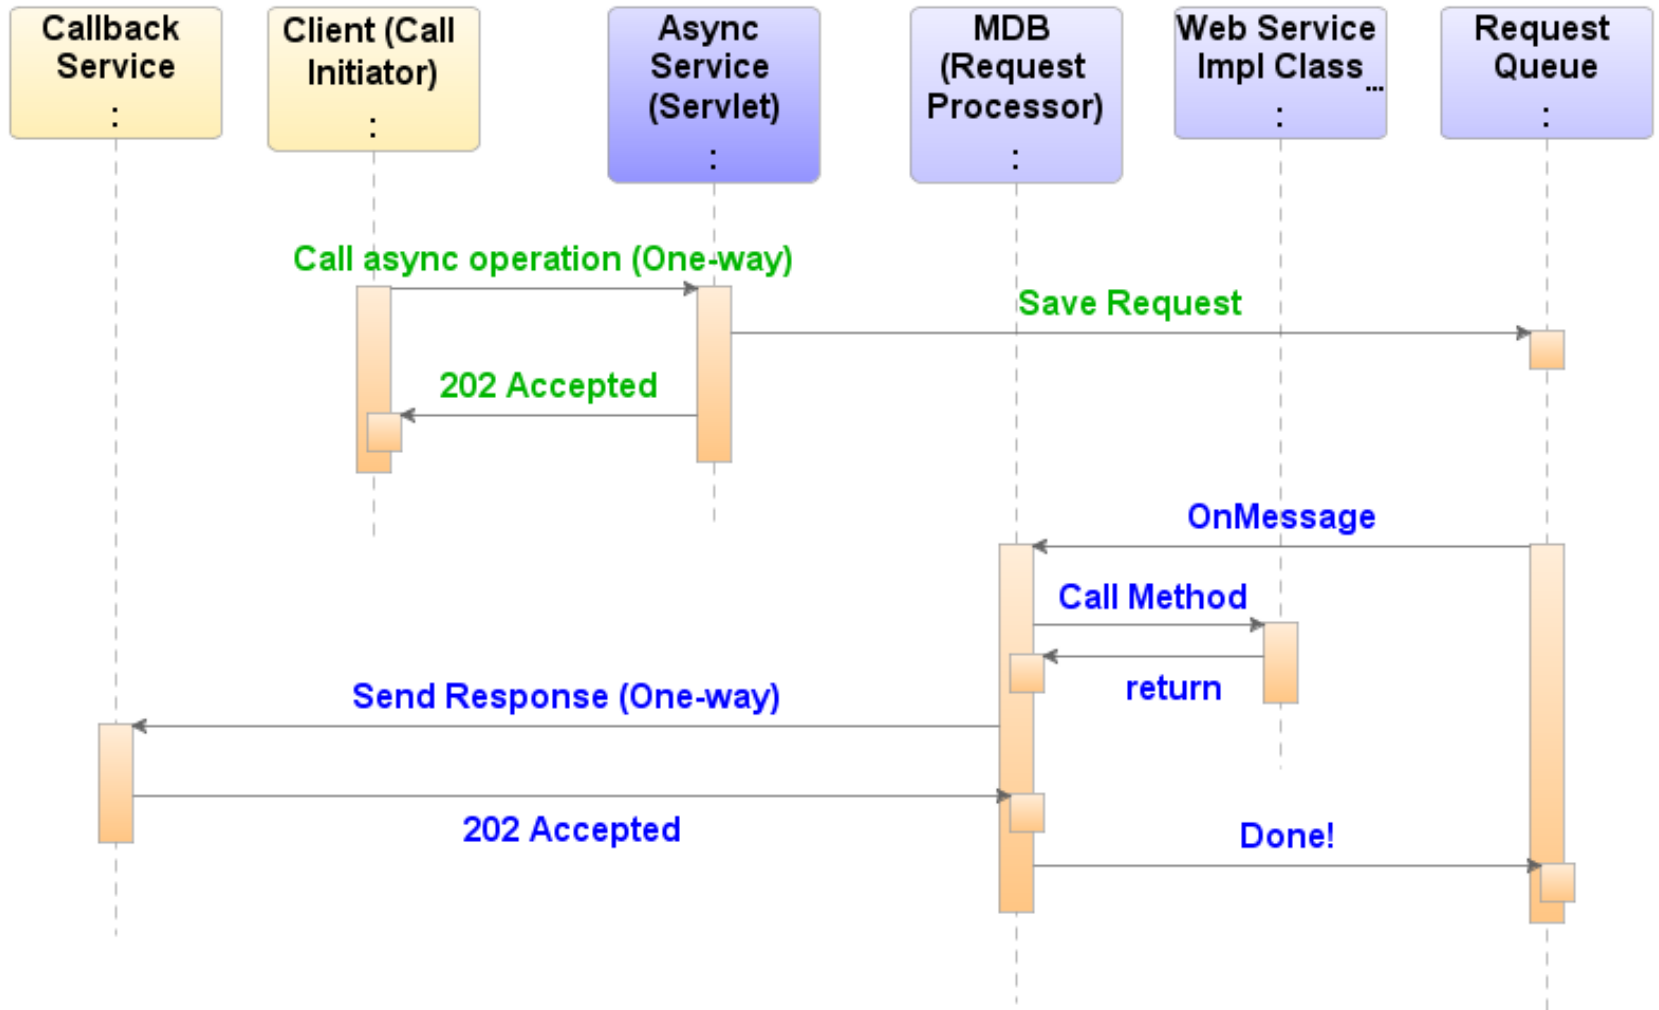 Callback
Service
:
Client (Call
Initiator)
:
Async
Service
(Servlet)
:
MDB
(Request
Processor)
:
Web Service
Impl Class
...
:
Request
Queue
:
Call async operation (One-way)
Save Request
202 Accepted
OnMessage
Call Method
return
Send Response (One-way)
202 Accepted
Done!